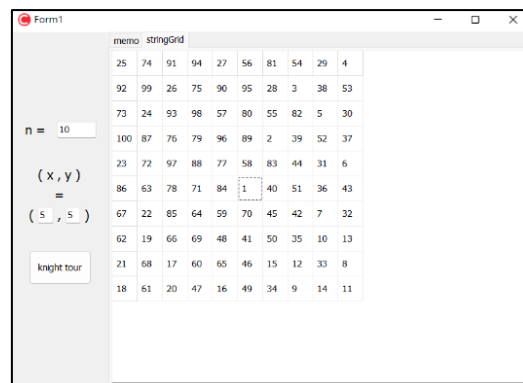 Form1
memo stringGrid
25 74 91 94 27 56 81 54 29 4
92 99 26 75 90 95 28 3 38 53
73 24 93 98 57 80 55 82 5 30
n = 10
100 87 76 79 96 89 2 39 52 37
23 72 97 88 77 58 83 44 31 6
(x,y)
86 63 78 71 84 1 40 51 36 43
=
(5,5)
67 22 85 64 59 70 45 42 7 32
62 19 66 69 48 41 50 35 10 13
knight tour
21 68 17 60 65 46 15 12 33 8
18 61 20 47 16 49 34 9 14 11